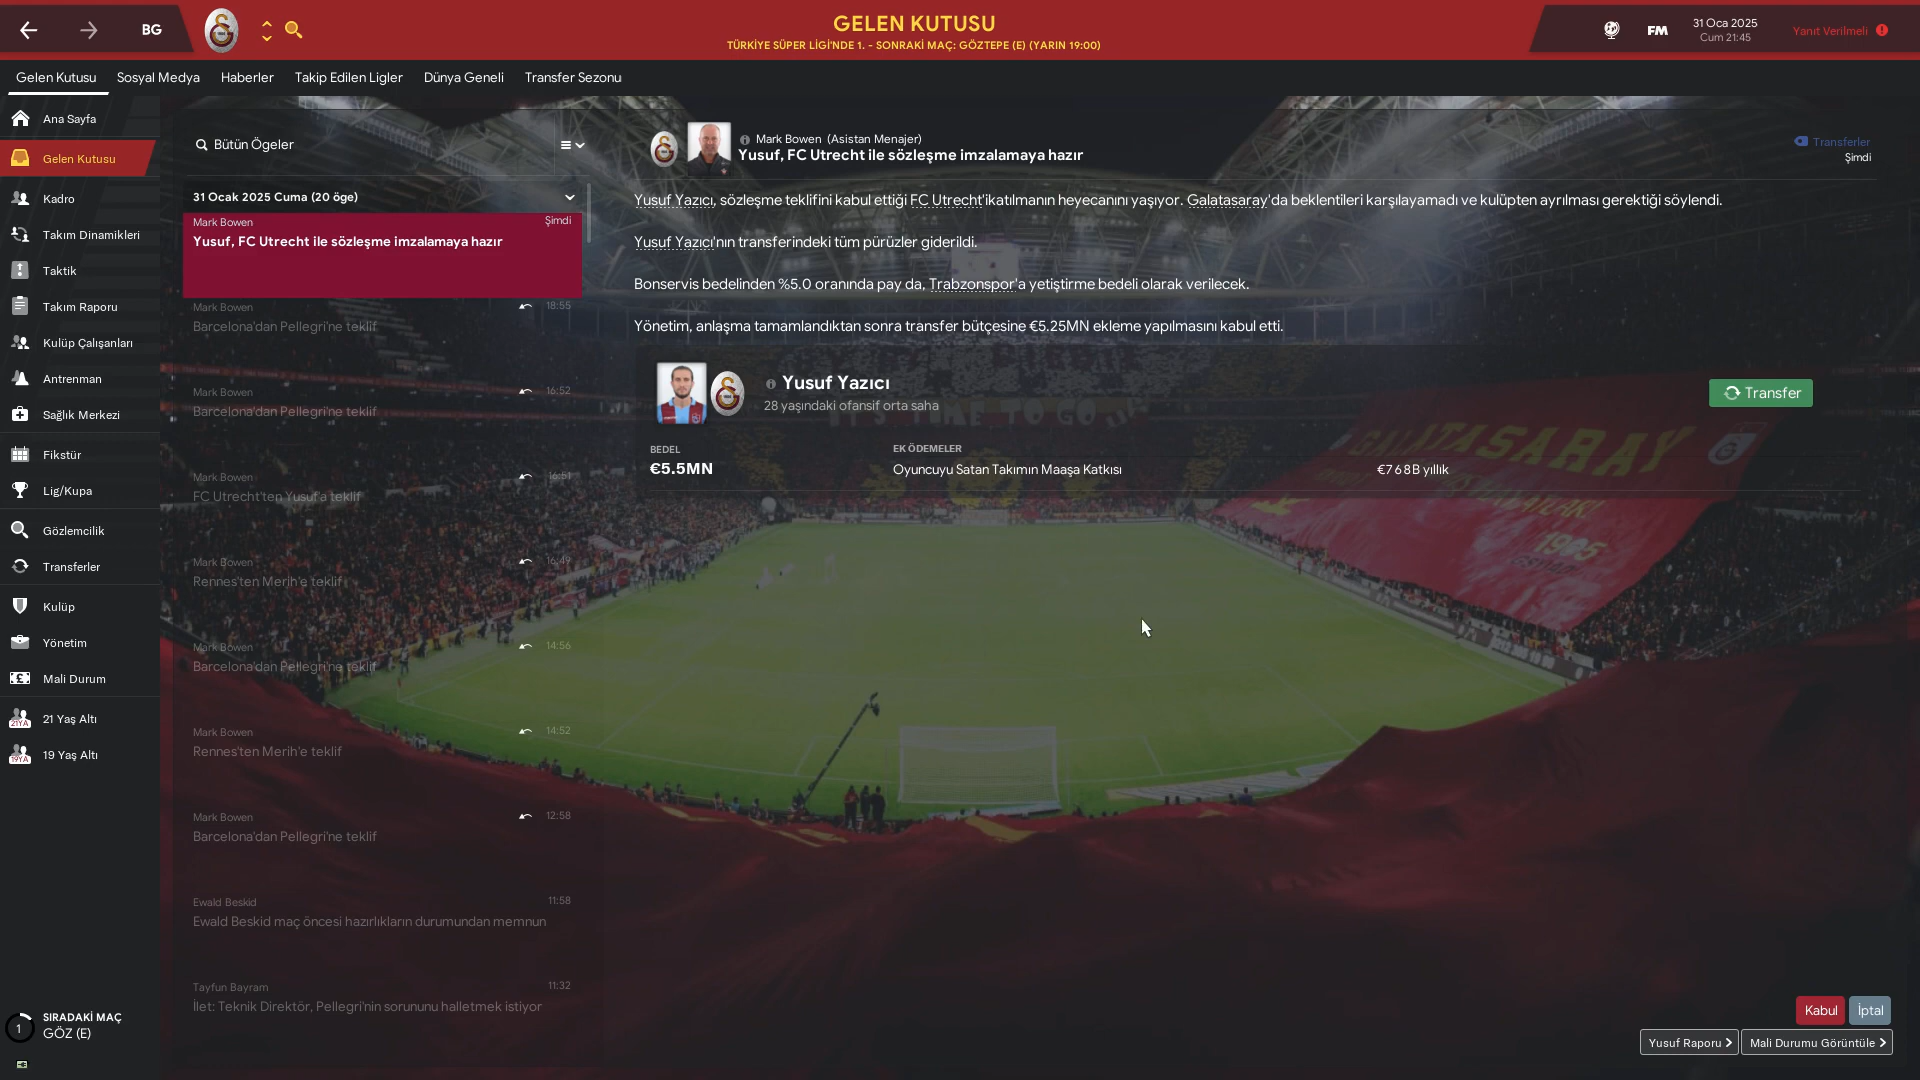 BG
GELEN KUTUSU
TÜRKİYE SÜPER LİGİ'NDE 1. - SONRAKİ MAÇ: GÖZTEPE (E) (YARIN 19:00)
FM
31 Oca 2025
Cum 21:45
Yanıt Verilmeli
Gelen Kutusu
Sosyal Medya
Haberler
Takip Edilen Ligler
Dünya Geneli
Transfer Sezonu
Ana Sayfa
Gelen Kutusu
Kadro
Takım Dinamikleri
Taktik
Takım Raporu
Kulüp Çalışanları
Antrenman
Sağlık Merkezi
Fikstür
Lig/Kupa
Gözlemcilik
Transferler
Kulüp
Yönetim
Mali Durum
21YA
21 Yaş Altı
19YA
19 Yaş Altı
1
SIRADAKİ MAÇ
GÖZ (E)
Bütün Ögeler
31 Ocak 2025 Cuma (20 öge)
Mark Bowen
Şimdi
Yusuf, FC Utrecht ile sözleşme imzalamaya hazır
Mark Bowen
18:55
Barcelona'dan Pellegri'ne teklif
Mark Bowen
16:52
Barcelona'dan Pellegri'ne teklif
Mark Bowen
16:51
FC Utrecht'ten Yusuf'a teklif
Mark Bowen
16:49
Rennes'ten Merih'e teklif
Mark Bowen
14:56
Barcelona'dan Pellegri'ne teklif
Mark Bowen
14:52
Rennes'ten Merih'e teklif
Mark Bowen
12:58
Barcelona'dan Pellegri'ne teklif
Ewald Beskid
11:58
Ewald Beskid maç öncesi hazırlıkların durumundan memnun
Tayfun Bayram
11:32
İlet: Teknik Direktör, Pellegri'nin sorununu halletmek istiyor
Mark Bowen (Asistan Menajer)
Yusuf, FC Utrecht ile sözleşme imzalamaya hazır
Transferler
Şimdi
Yusuf Yazıcı, sözleşme teklifini kabul ettiği FC Utrecht'ikatılmanın heyecanını yaşıyor. Galatasaray'da beklentileri karşılayamadı ve kulüpten ayrılması gerektiği söylendi.
Yusuf Yazıcı'nın transferindeki tüm pürüzler giderildi.
Bonservis bedelinden %5.0 oranında pay da, Trabzonspor'a yetiştirme bedeli olarak verilecek.
Yönetim, anlaşma tamamlandıktan sonra transfer bütçesine €5.25MN ekleme yapılmasını kabul etti.
Yusuf Yazıcı
28 yaşındaki ofansif orta saha
Transfer
BEDEL
€5.5MN
EK ÖDEMELER
Oyuncuyu Satan Takımın Maaşa Katkısı
€768B yıllık
GALATASARAY
1905
Kabul
İptal
Yusuf Raporu
Mali Durumu Görüntüle